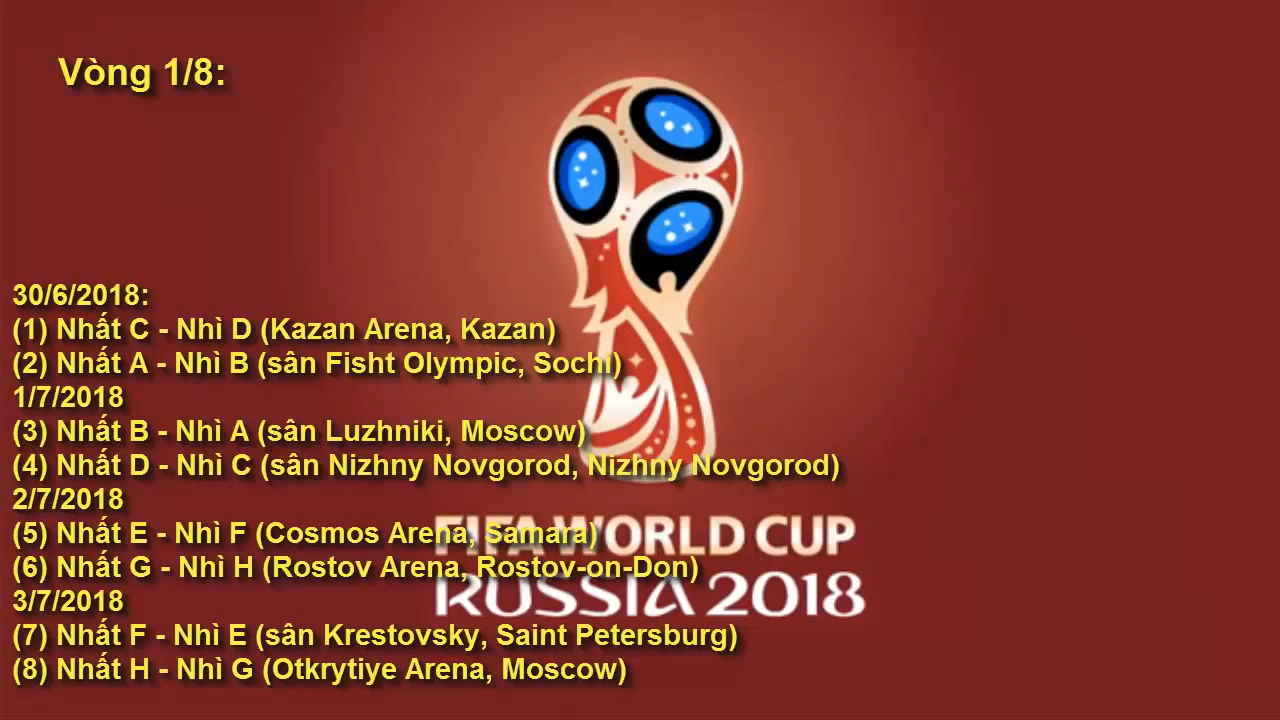 Vòng 1/8:
30/6/2018:
(1) Nhất C - Nhì D (Kazan Arena, Kazan)
(2) Nhất A - Nhì B (sân Fisht Olympic, Sochi)
1/7/2018
(3) Nhất B - Nhì A (sân Luzhniki, Moscow)
(4) Nhất D - Nhì C (sân Nizhny Novgorod, Nizhny Novgorod)
2/7/2018
(5) Nhất E - Nhì F (Cosmos Arena, Samara)
FIFA WORLD CUP
(6) Nhất G - Nhì H (Rostov Arena, Rostov-on-Don)
RUSSIA 2018
3/7/2018
(7) Nhất F - Nhì E (sân Krestovsky, Saint Petersburg)
(8) Nhất H - Nhì G (Otkrytiye Arena, Moscow)